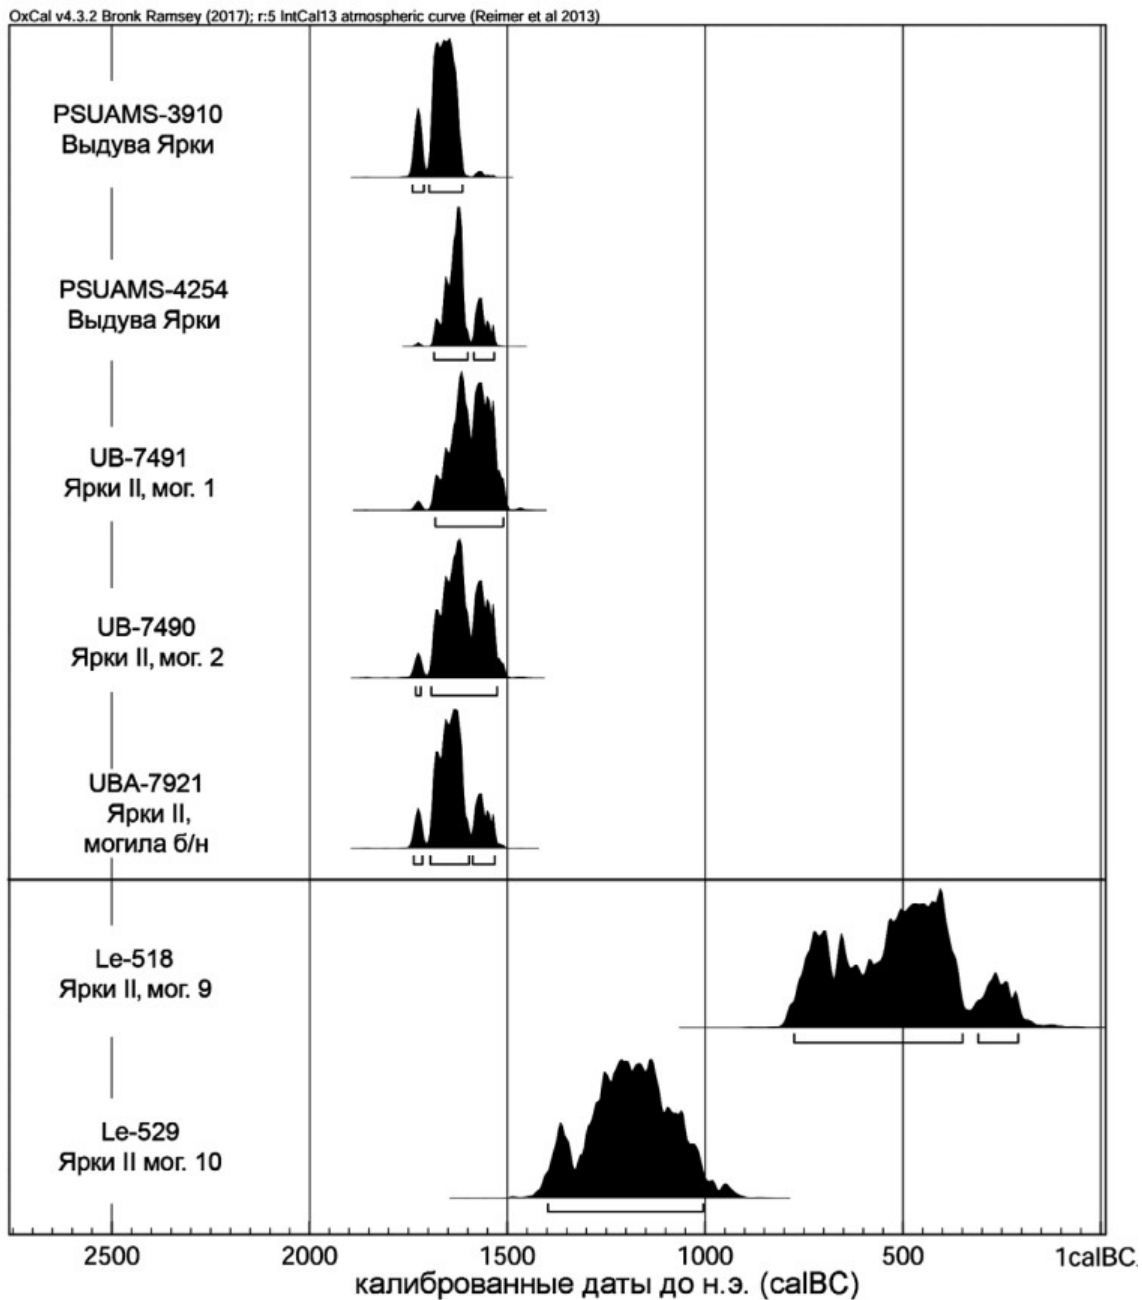 OxCal v4.3.2 Bronk Ramsey (2017); r:5 IntCal13 atmospheric curve (Reimer et al 2013)
PSUAMS-3910
Выдува Ярки
PSUAMS-4254
Выдува Ярки
UB-7491
Ярки II, мог. 1
UB-7490
Ярки II, мог. 2
UBA-7921
Ярки II,
могила б/н
Le-518
Ярки II, мог. 9
Le-529
Ярки II мог. 10
2500 2000 1500 1000 500 1calBC.
калиброванные даты до н.э. (calBC)